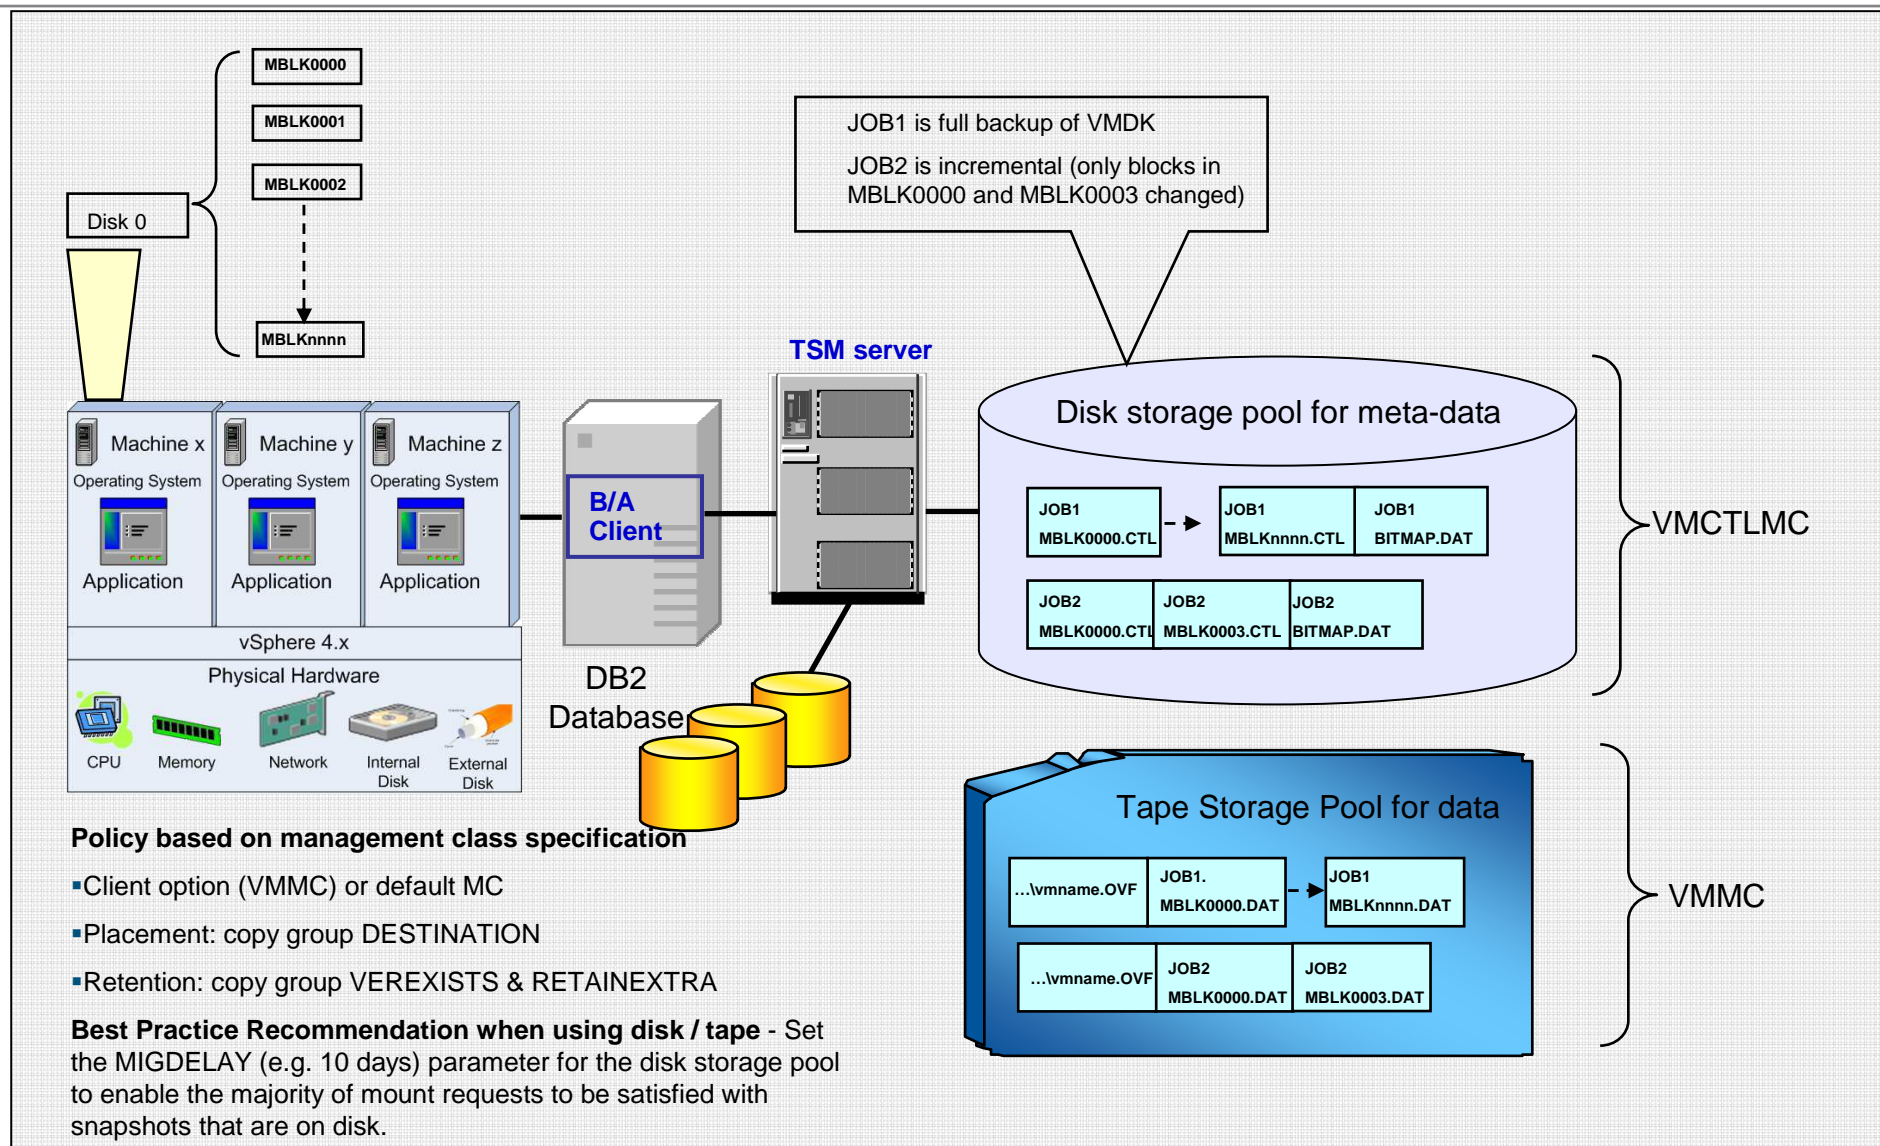 MBLK0000
MBLK0001
MBLK0002
Disk 0
MBLKnnnn
JOB1 is full backup of VMDK
JOB2 is incremental (only blocks in
MBLK0000 and MBLK0003 changed)
TSM server
Machine x
Operating System
Application
Machine y
Operating System
Application
Machine z
Operating System
Application
vSphere 4.x
Physical Hardware
CPU
Memory
Network
Internal
Disk
External
Disk
B/A
Client
DB2
Database
Disk storage pool for meta-data
JOB1
MBLK0000.CTL
JOB1
MBLKnnnn.CTL
JOB1
BITMAP.DAT
JOB2
MBLK0000.CTL
JOB2
MBLK0003.CTL
JOB2
BITMAP.DAT
VMCTLMC
Tape Storage Pool for data
...\vmname.OVF
JOB1.
MBLK0000.DAT
JOB1
MBLKnnnn.DAT
...\vmname.OVF
JOB2
MBLK0000.DAT
JOB2
MBLK0003.DAT
VMMC
Policy based on management class specification
▪Client option (VMMC) or default MC
▪Placement: copy group DESTINATION
▪Retention: copy group VEREXISTS & RETAINEXTRA
Best Practice Recommendation when using disk / tape - Set
the MIGDELAY (e.g. 10 days) parameter for the disk storage pool
to enable the majority of mount requests to be satisfied with
snapshots that are on disk.